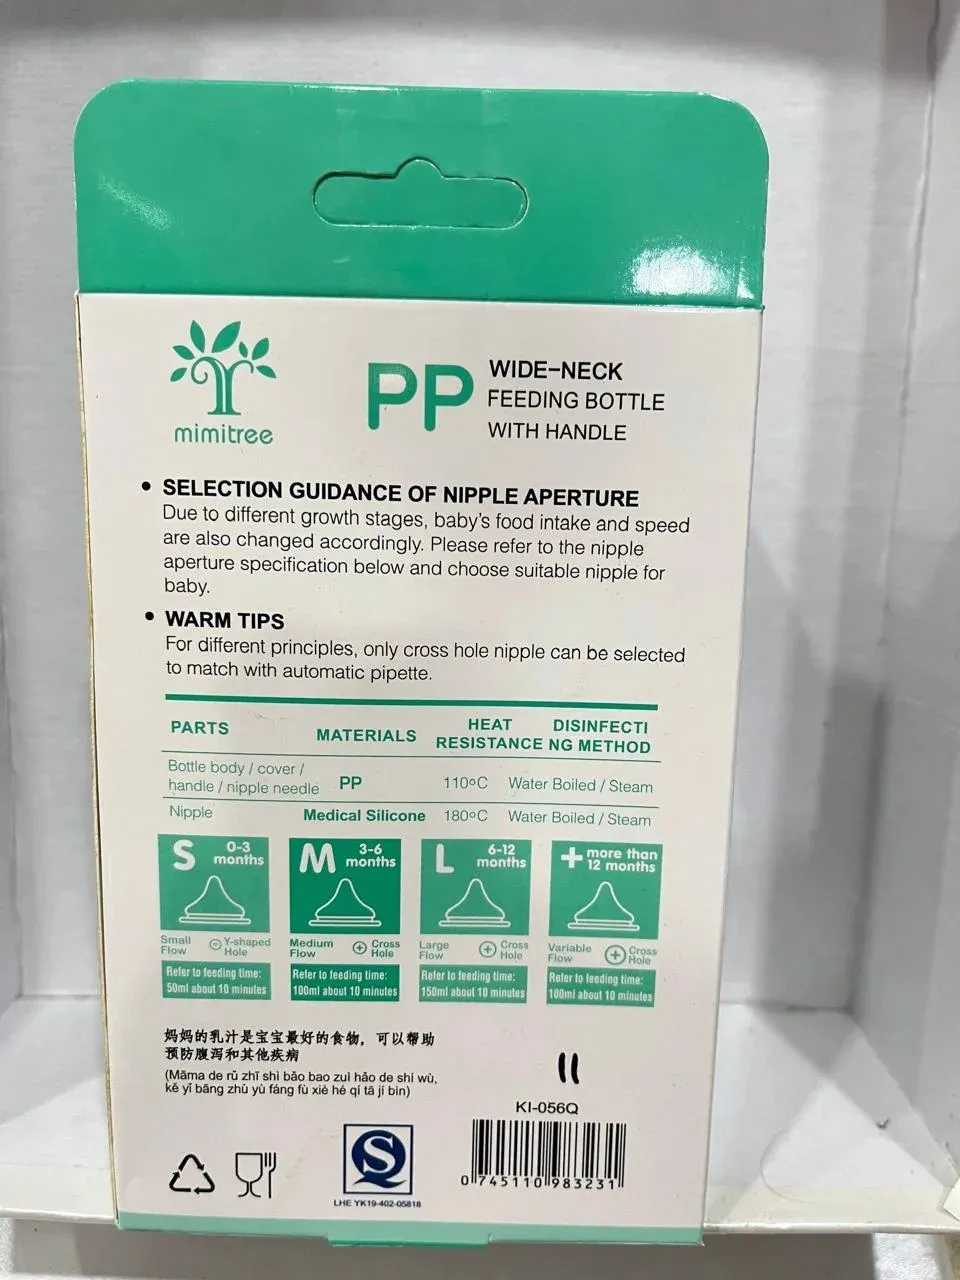 mimitree
PP
WIDE-NECK
FEEDING BOTTLE
WITH HANDLE
• SELECTION GUIDANCE OF NIPPLE APERTURE
Due to different growth stages, baby's food intake and speed
are also changed accordingly. Please refer to the nipple
aperture specification below and choose suitable nipple for
baby.
• WARM TIPS
For different principles, only cross hole nipple can be selected
to match with automatic pipette.
PARTS MATERIALS HEAT RESISTANCE DISINFECTI NG METHOD
Bottle body / cover /
handle / nipple needle PP 110ºC Water Boiled / Steam
Nipple Medical Silicone 180ºC Water Boiled / Steam
S 0-3 months
M 3-6 months
L 6-12 months
+ more than 12 months
Small Flow Y-shaped Hole
Medium Flow Cross Hole
Large Flow Cross Hole
Variable Flow Cross Hole
Refer to feeding time:
50ml about 10 minutes
Refer to feeding time:
100ml about 10 minutes
Refer to feeding time:
150ml about 10 minutes
Refer to feeding time:
100ml about 10 minutes
妈妈的乳汁是宝宝最好的食物，可以帮助
预防腹泻和其他疾病
(Māma de rǔ zhī shì bǎo bao zuì hǎo de shí wù,
kě yǐ bāng zhù yù fáng fù xiè hé qí tā jí bìn)
11
KI-056Q
0 745110 983231
S
LHE YK19-402-05818